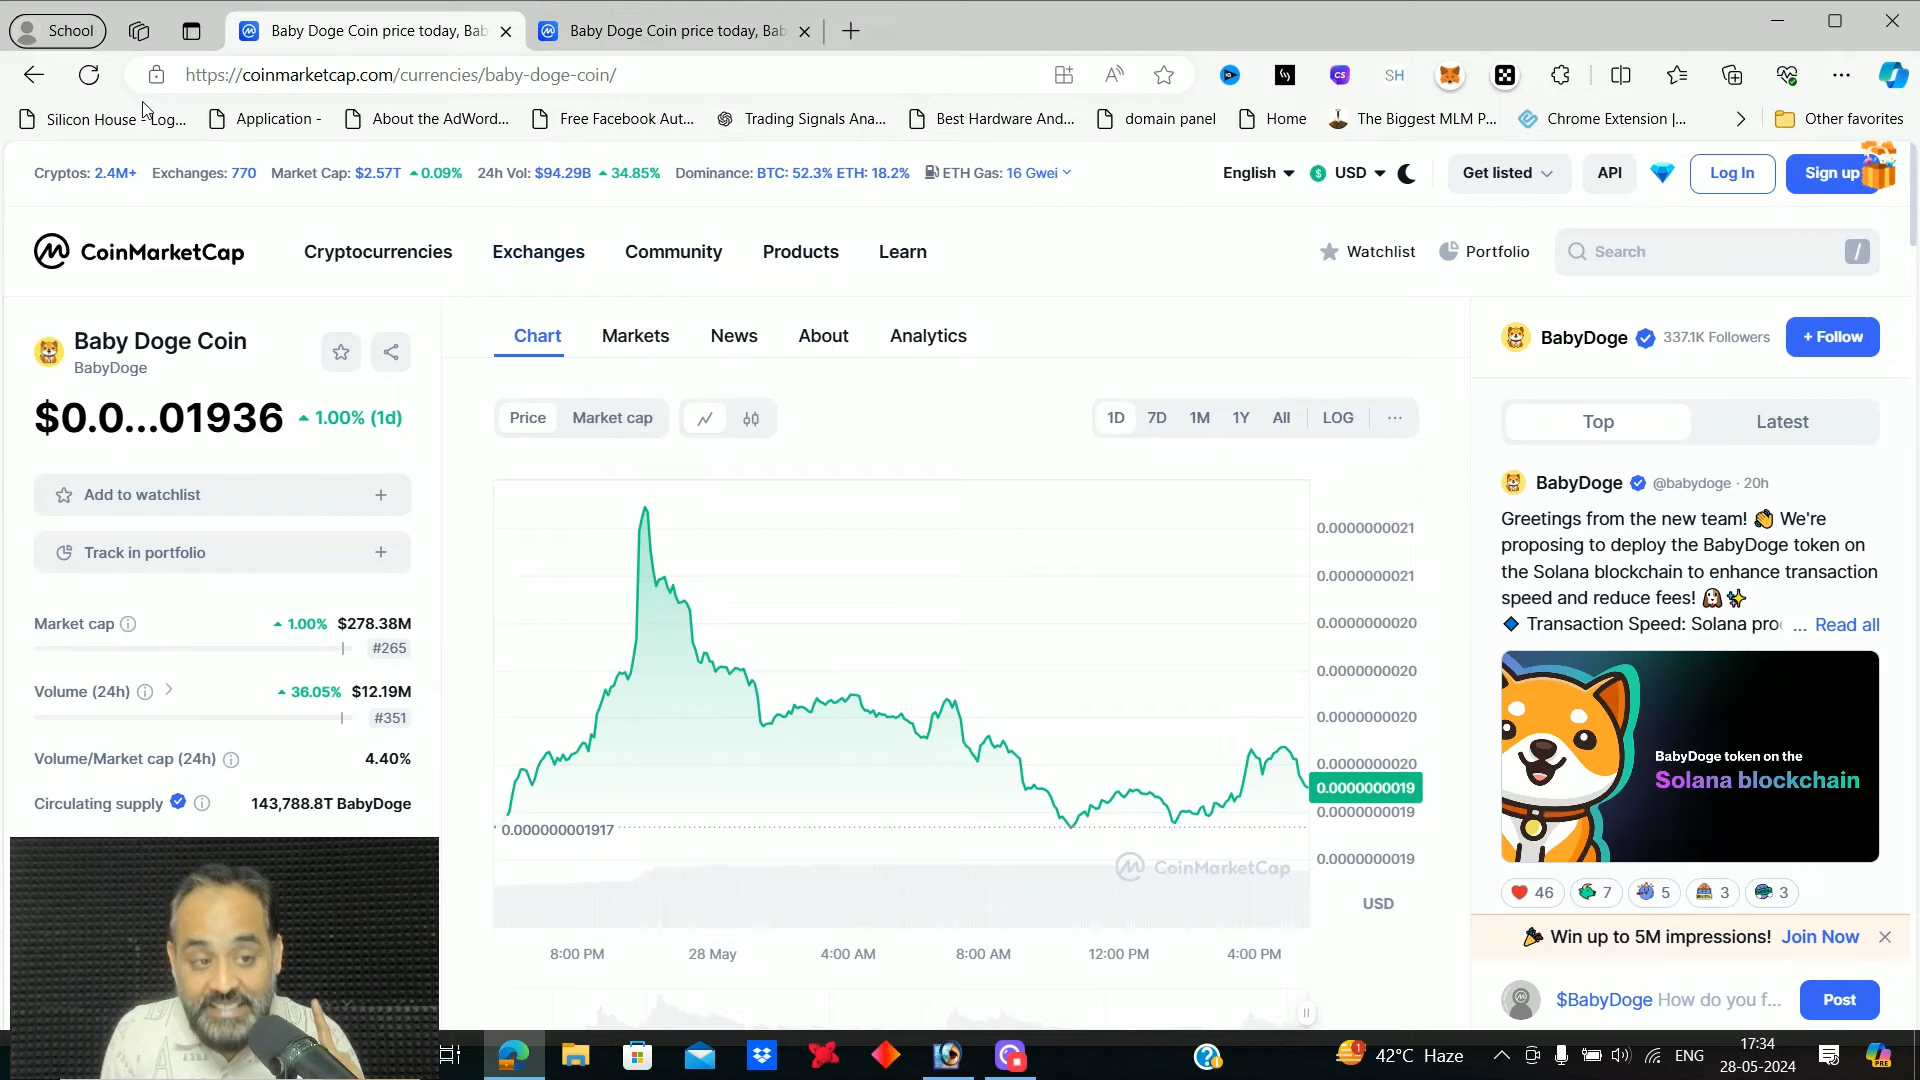 School
Baby Doge Coin price today, Bab
Baby Doge Coin price today, Bab
https://coinmarketcap.com/currencies/baby-doge-coin/
SH
Silicon House - Log...
Application -
About the AdWord...
Free Facebook Aut...
Trading Signals Ana...
Best Hardware And...
domain panel
Home
The Biggest MLM P...
Chrome Extension |...
Other favorites
Cryptos: 2.4M+ Exchanges: 770 Market Cap: $2.57T 0.09% 24h Vol: $94.29B 34.85% Dominance: BTC: 52.3% ETH: 18.2% ETH Gas: 16 Gwei
English
USD
Get listed
API
Log In
Sign up
CoinMarketCap
Cryptocurrencies
Exchanges
Community
Products
Learn
Watchlist
Portfolio
Search
/
Baby Doge Coin
BabyDoge
$0.0...01936 1.00% (1d)
Add to watchlist +
Track in portfolio +
Market cap 1.00% $278.38M
#265
Volume (24h) 36.05% $12.19M
#351
Volume/Market cap (24h) 4.40%
Circulating supply 143,788.8T BabyDoge
Chart
Markets
News
About
Analytics
Price
Market cap
1D
7D
1M
1Y
All
LOG
...
0.0000000021
0.0000000021
0.0000000020
0.0000000020
0.0000000020
0.0000000020
0.0000000019
0.0000000019
0.0000000019
0.000000001917
CoinMarketCap
USD
8:00 PM
28 May
4:00 AM
8:00 AM
12:00 PM
4:00 PM
BabyDoge 337.1K Followers
+ Follow
Top
Latest
BabyDoge @babydoge · 20h
Greetings from the new team! 👋 We're
proposing to deploy the BabyDoge token on
the Solana blockchain to enhance transaction
speed and reduce fees! 🐶✨
🔷 Transaction Speed: Solana pro ... Read all
BabyDoge token on the
Solana blockchain
46
7
5
3
3
Win up to 5M impressions! Join Now
$BabyDoge How do you f...
Post
1
42°C Haze
ENG
17:34
28-05-2024
PRE